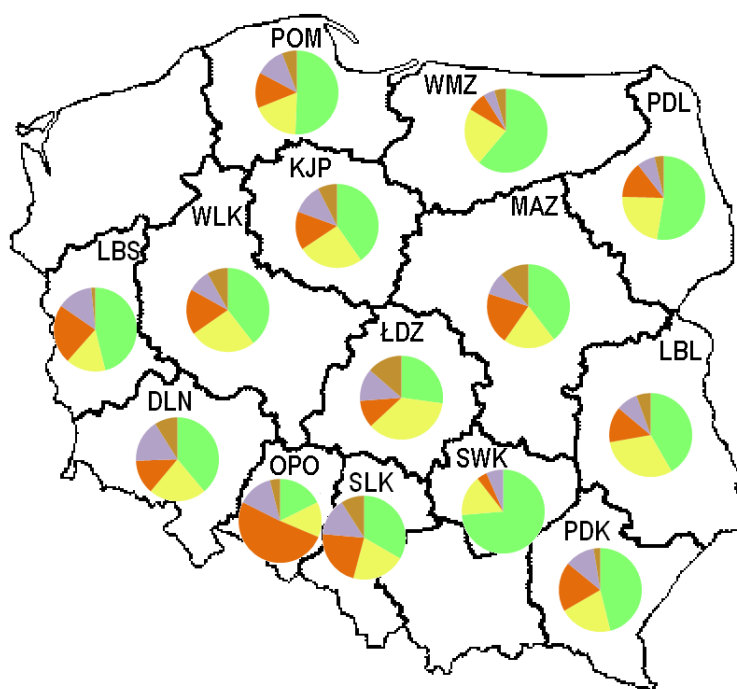 POM
WMZ
PDL
KJP
WLK
MAZ
LBS
ŁDZ
LBL
DLN
OPO
SLK
SWK
PDK